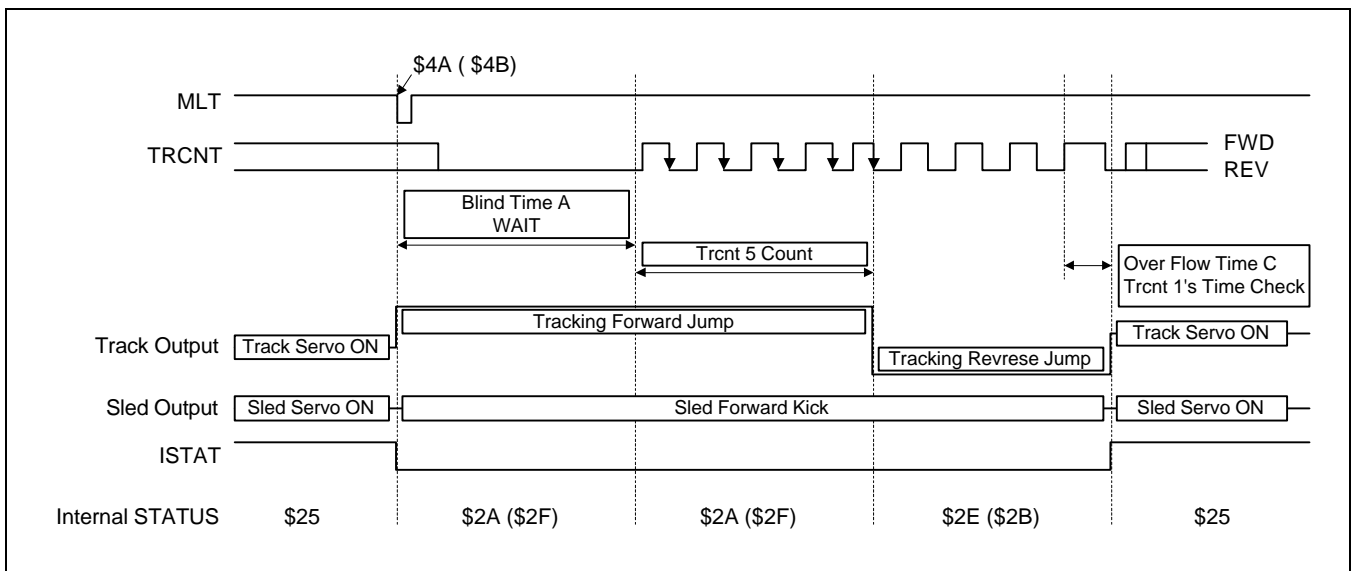 $4A ( $4B)
MLT
TRCNT
FWD
REV
Blind Time A
WAIT
Trcnt 5 Count
Over Flow Time C
Trcnt 1's Time Check
Tracking Forward Jump
Track Output
Track Servo ON
Tracking Revrese Jump
Track Servo ON
Sled Output
Sled Servo ON
Sled Forward Kick
Sled Servo ON
ISTAT
Internal STATUS
$25
$2A ($2F)
$2A ($2F)
$2E ($2B)
$25